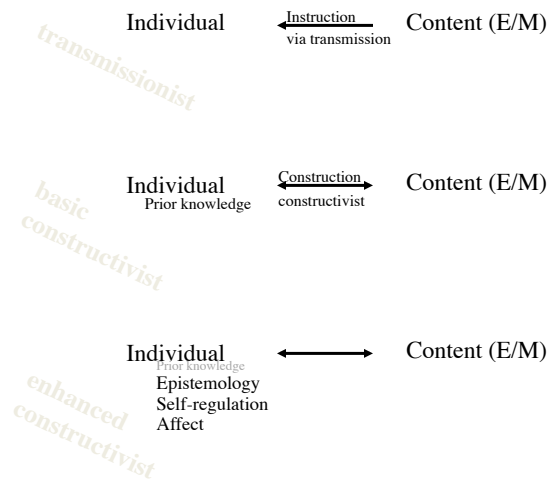 transmissionist
Individual
Instruction
via transmission
Content (E/M)
basic
constructivist
Individual
Prior knowledge
Construction
constructivist
Content (E/M)
enhanced
constructivist
Individual
Prior knowledge
Epistemology
Self-regulation
Affect
Content (E/M)